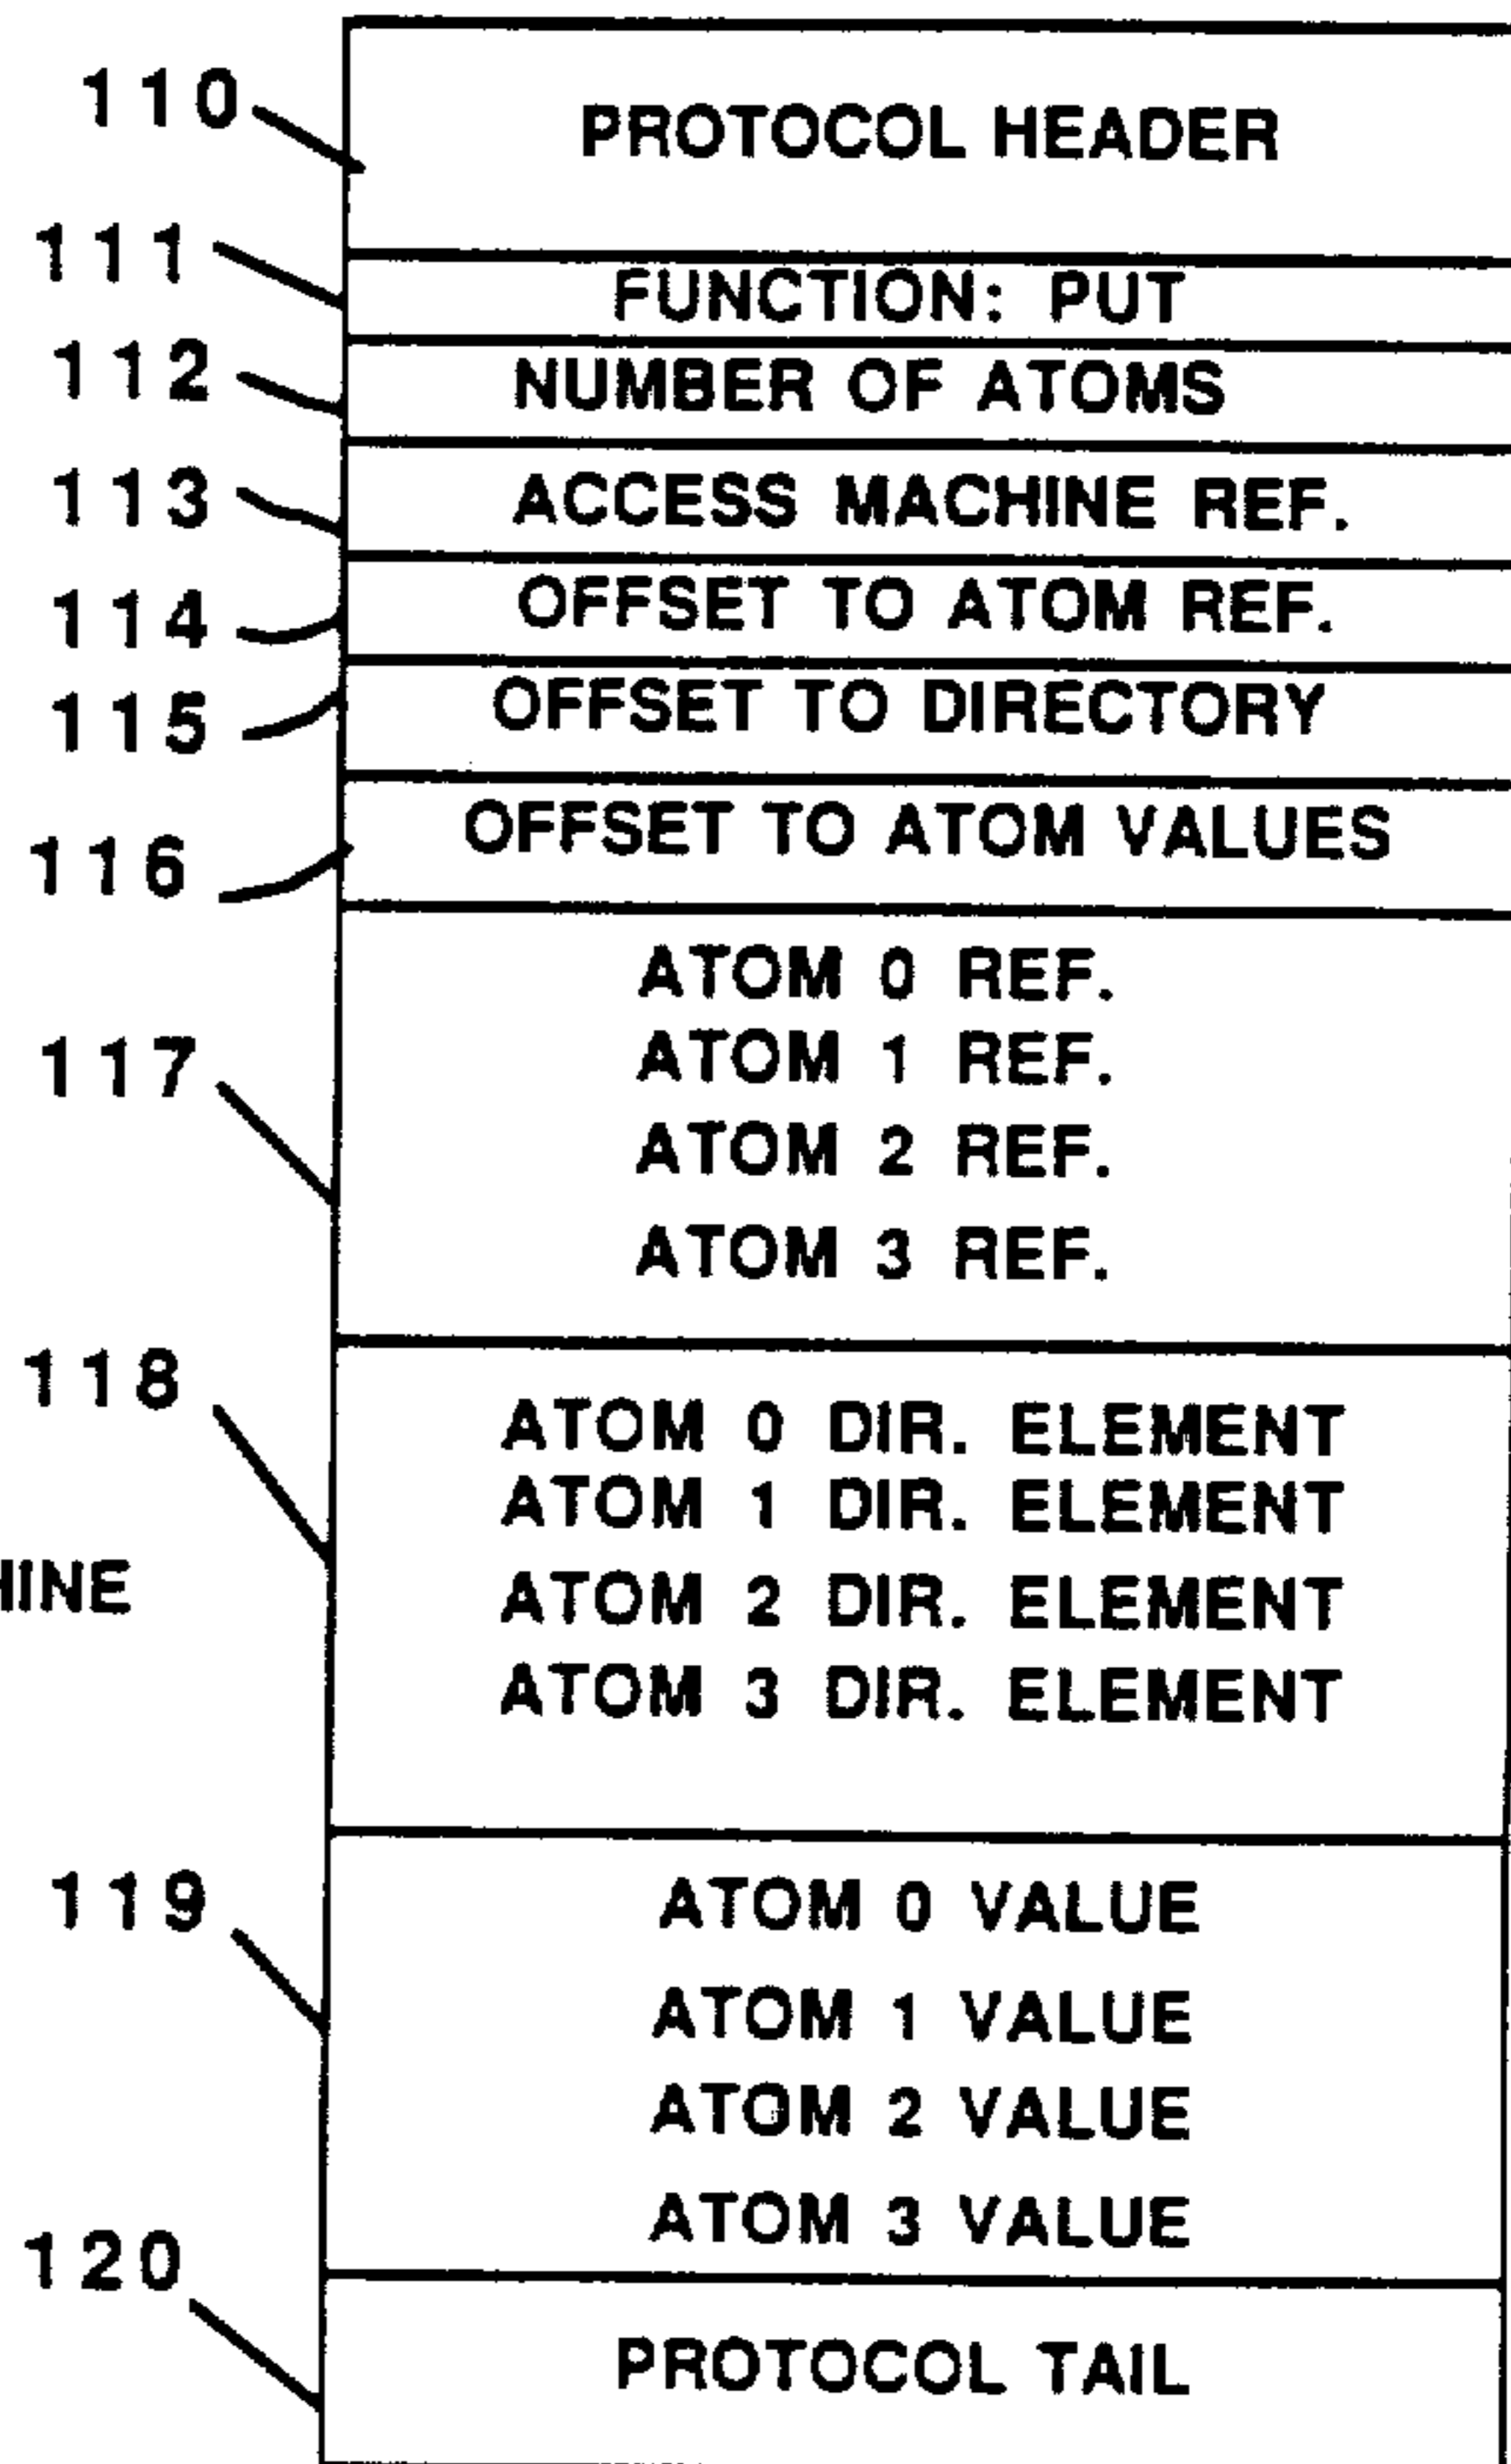 110 PROTOCOL HEADER
111 FUNCTION: PUT
112 NUMBER OF ATOMS
113 ACCESS MACHINE REF.
114 OFFSET TO ATOM REF.
115 OFFSET TO DIRECTORY
116 OFFSET TO ATOM VALUES
ATOM 0 REF.
117 ATOM 1 REF.
ATOM 2 REF.
ATOM 3 REF.
118 ATOM 0 DIR. ELEMENT
ATOM 1 DIR. ELEMENT
HINE ATOM 2 DIR. ELEMENT
ATOM 3 DIR. ELEMENT
119 ATOM 0 VALUE
ATOM 1 VALUE
ATOM 2 VALUE
ATOM 3 VALUE
120 PROTOCOL TAIL